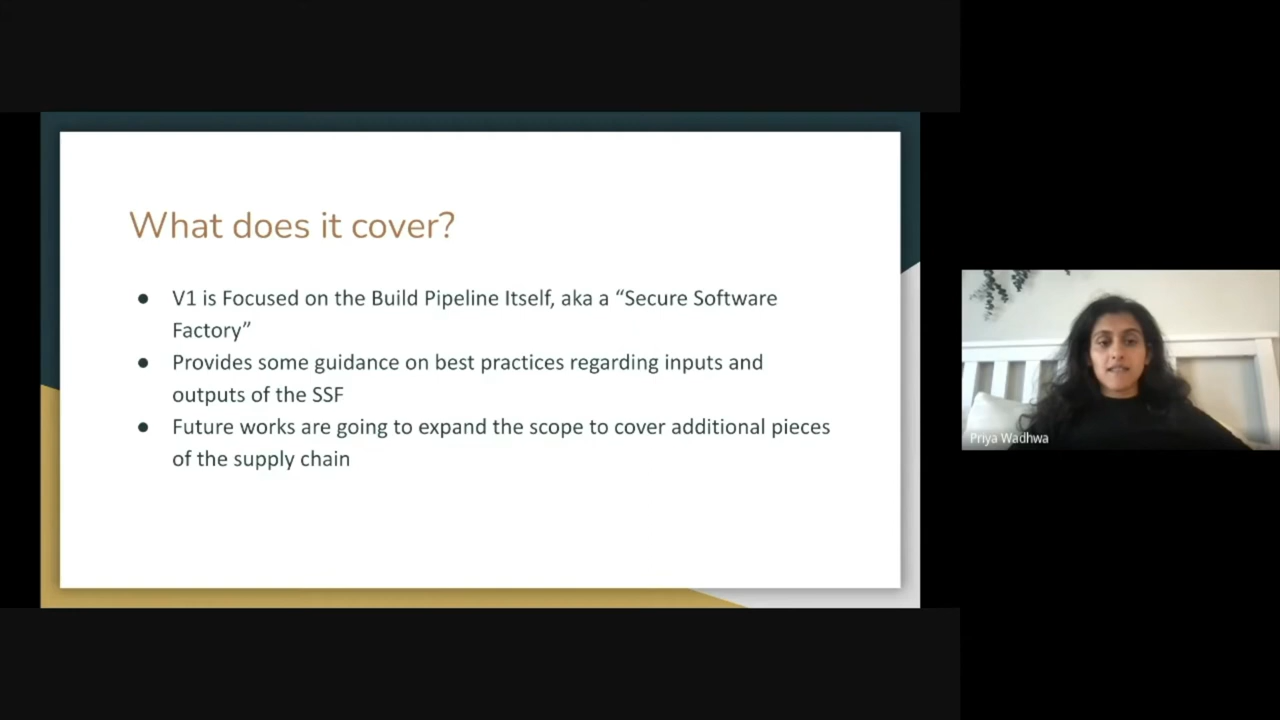 What does it cover?
● V1 is Focused on the Build Pipeline Itself, aka a “Secure Software
Factory”
● Provides some guidance on best practices regarding inputs and
outputs of the SSF
● Future works are going to expand the scope to cover additional pieces
of the supply chain
Priya Wadhwa